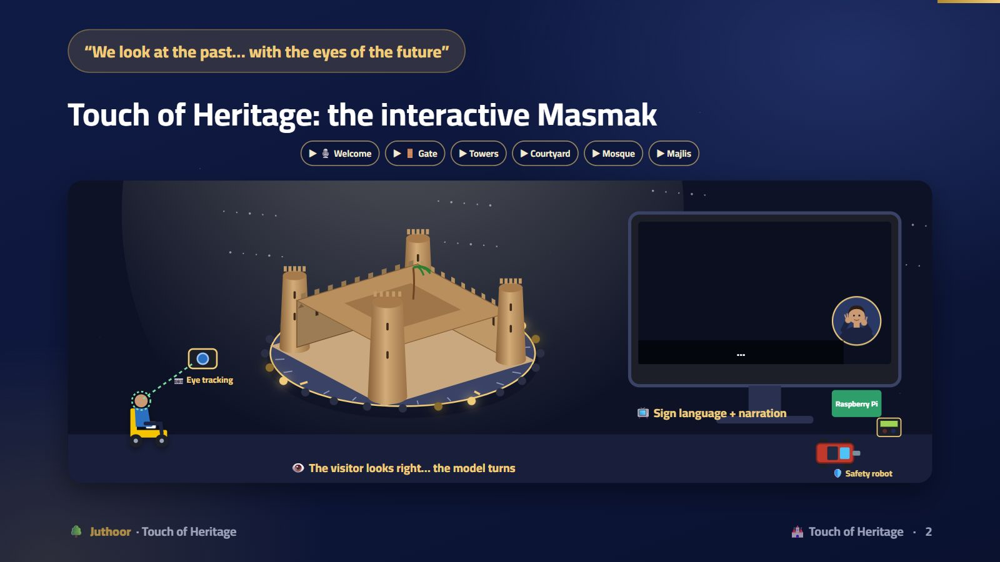 “We look at the past... with the eyes of the future”
Touch of Heritage: the interactive Masmak
Welcome
Gate
Towers
Courtyard
Mosque
Majlis
Eye tracking
...
Sign language + narration
Raspberry Pi
The visitor looks right... the model turns
Safety robot
Juthoor · Touch of Heritage
Touch of Heritage · 2